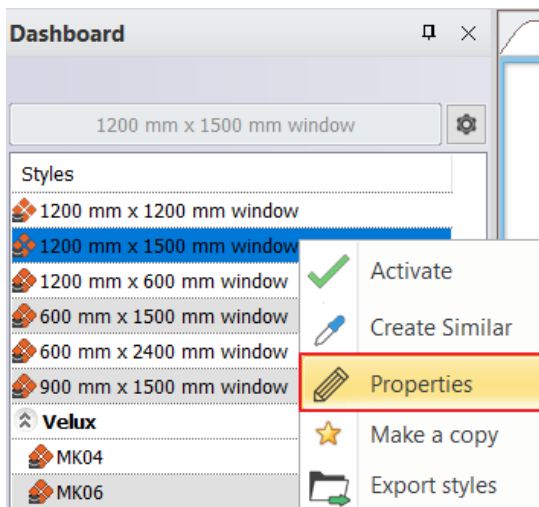 Dashboard
1200 mm x 1500 mm window
Styles
1200 mm x 1200 mm window
1200 mm x 1500 mm window
1200 mm x 600 mm window
600 mm x 1500 mm window
600 mm x 2400 mm window
900 mm x 1500 mm window
Velux
MK04
MK06
Activate
Create Similar
Properties
Make a copy
Export styles